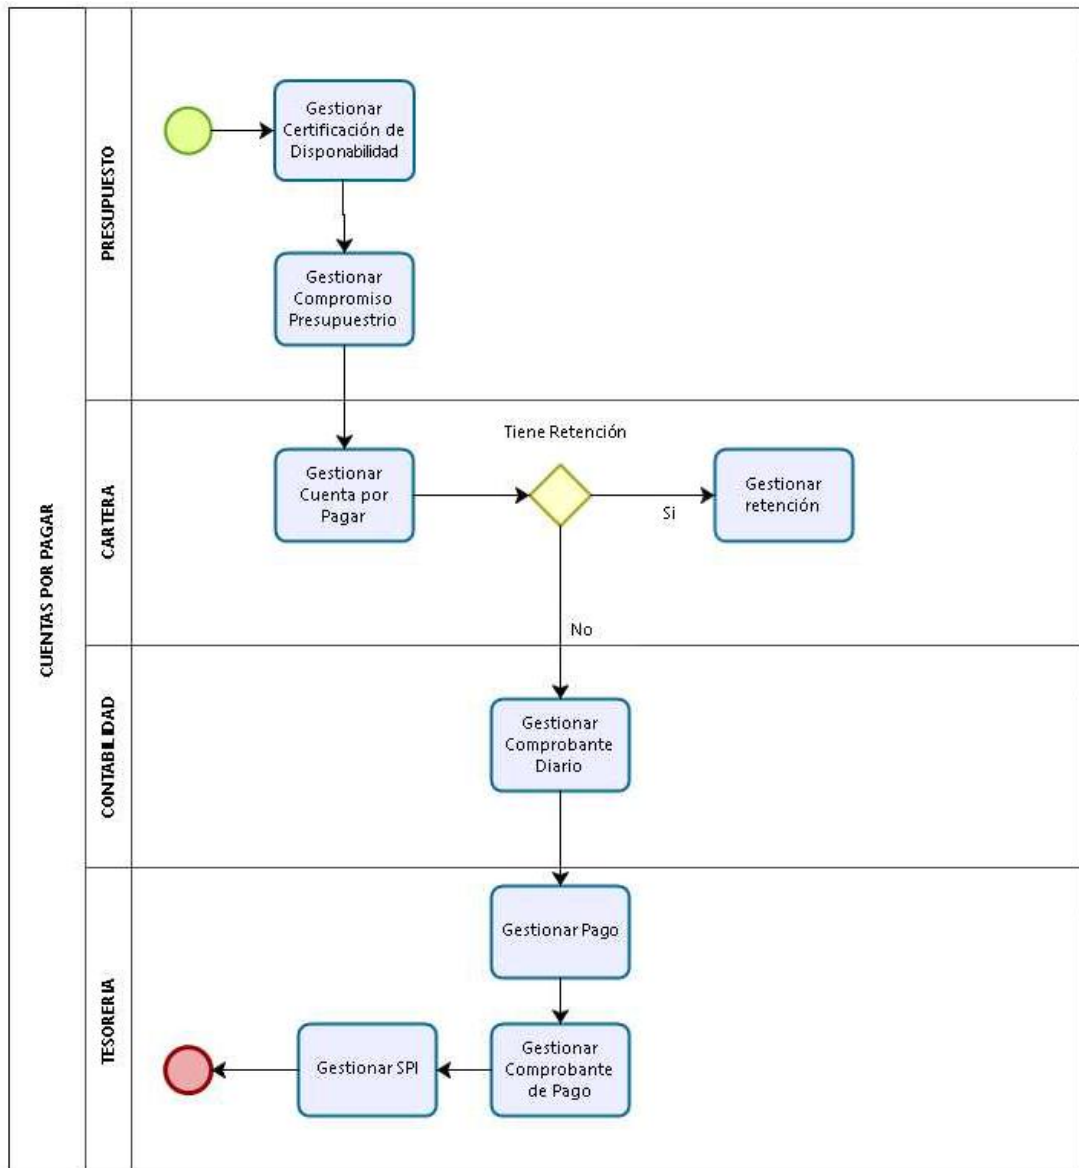 CUENTAS POR PAGAR
PRESUPUESTO
Gestionar
Certificación de
Disponabilidad
Gestionar
Compromiso
Presupuestrio
CARTERA
Tiene Retención
Gestionar
Cuenta por
Pagar
Si
Gestionar
retención
No
CONTABILIDAD
Gestionar
Comprobante
Diario
TESORERIA
Gestionar Pago
Gestionar SPI
Gestionar
Comprobante
de Pago